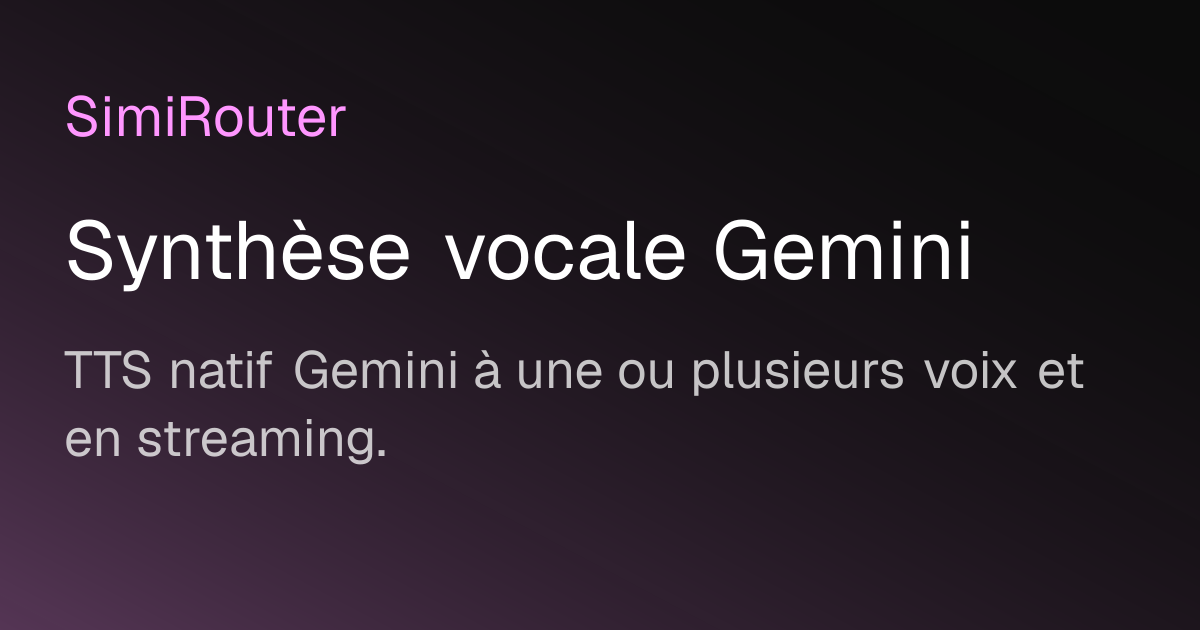 SimiRouter
Synthèse vocale Gemini
TTS natif Gemini à une ou plusieurs voix et
en streaming.